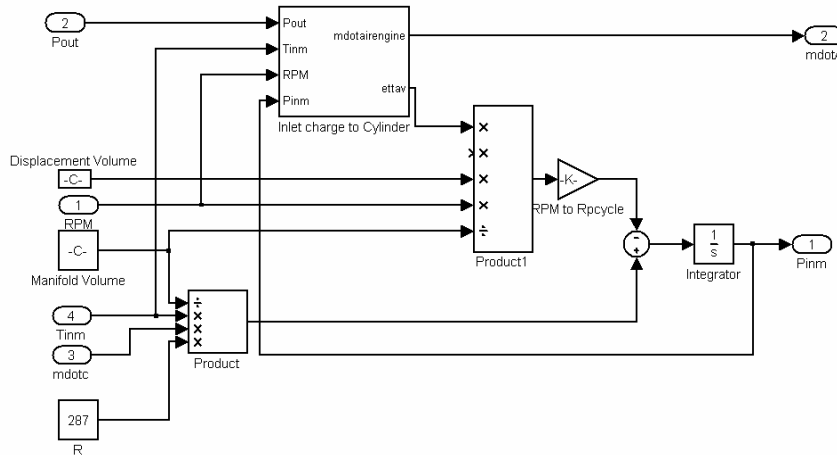 2
Pout
Pout
Tinm
RPM
Pinm
mdotairengine
ettav
Inlet charge to Cylinder
2
mdot
Displacement Volume
-C-
1
RPM
-C-
Manifold Volume
×
×
×
×
÷
Product1
-K-
RPM to Rpcycle
-
+
1
s
Integrator
1
Pinm
4
Tinm
3
mdotc
÷
×
×
×
Product
287
R